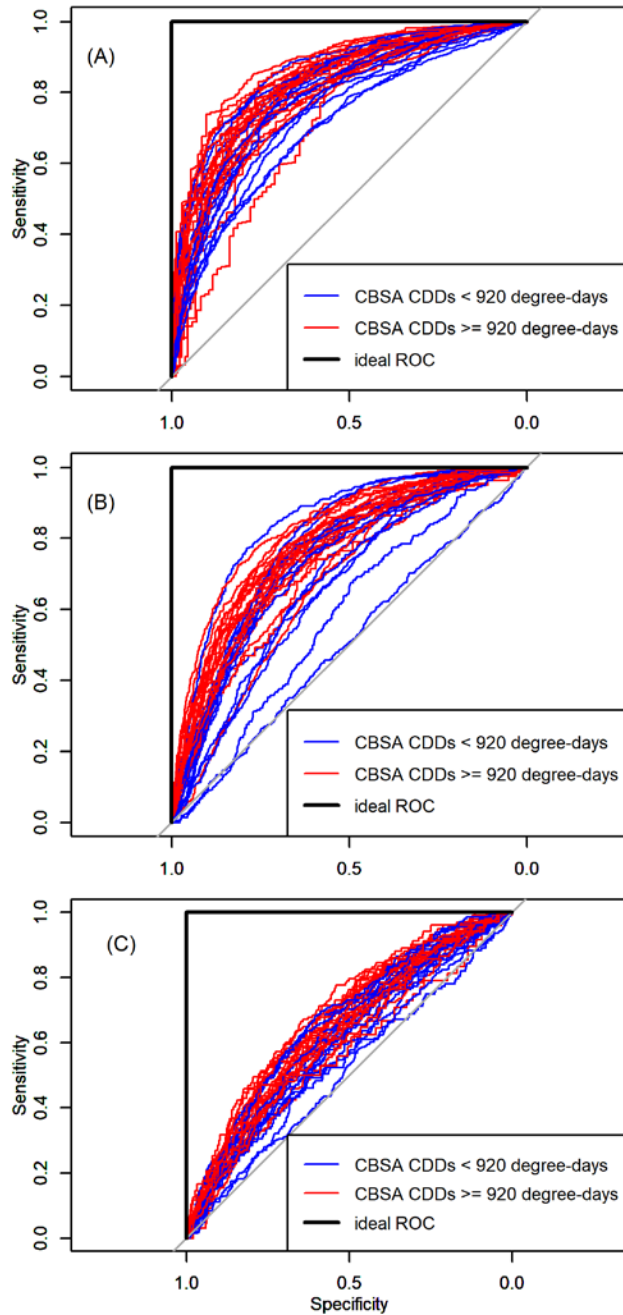 (A)
Sensitivity
1.0
0.8
0.6
0.4
0.2
0.0
CBSA CDDs < 920 degree-days
CBSA CDDs >= 920 degree-days
ideal ROC
1.0 0.5 0.0
(B)
Sensitivity
1.0
0.8
0.6
0.4
0.2
0.0
CBSA CDDs < 920 degree-days
CBSA CDDs >= 920 degree-days
ideal ROC
1.0 0.5 0.0
(C)
Sensitivity
1.0
0.8
0.6
0.4
0.2
0.0
CBSA CDDs < 920 degree-days
CBSA CDDs >= 920 degree-days
ideal ROC
1.0 0.5 0.0
Specificity